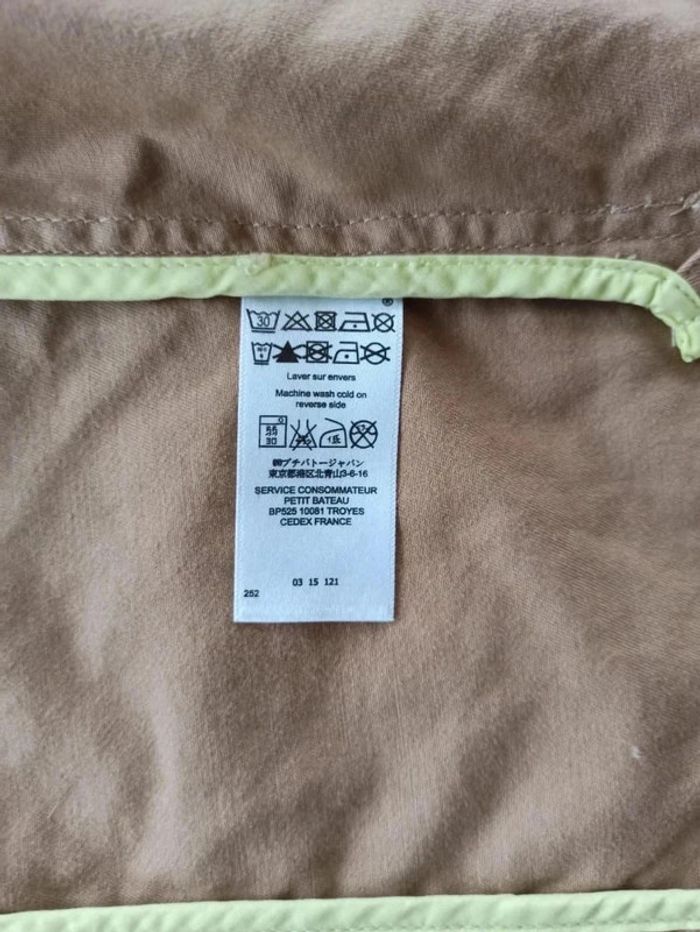 ®
30
Laver sur envers
Machine wash cold on
reverse side
30
㈱プチバトージャパン
東京都港区北青山3-6-16
SERVICE CONSOMMATEUR
PETIT BATEAU
BP525 10081 TROYES
CEDEX FRANCE
03 15 121
252